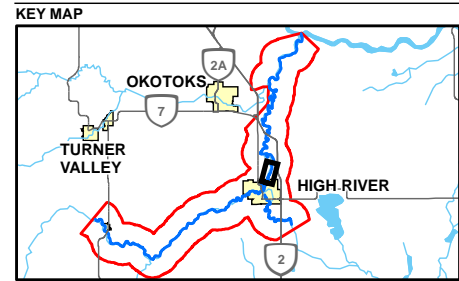 KEY MAP
2A
OKOTOKS
7
TURNER
VALLEY
HIGH RIVER
2